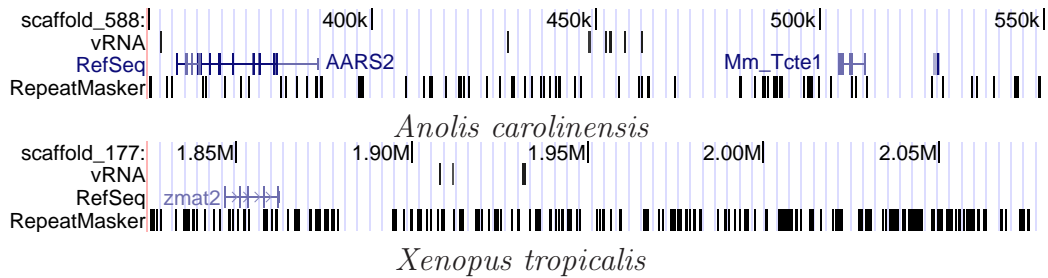 scaffold_588: 400k 450k 500k 550k
vRNA
RefSeq AARS2 Mm_Tcte1
RepeatMasker
Anolis carolinensis
scaffold_177: 1.85M 1.90M 1.95M 2.00M 2.05M
vRNA
RefSeq zmat2
RepeatMasker
Xenopus tropicalis